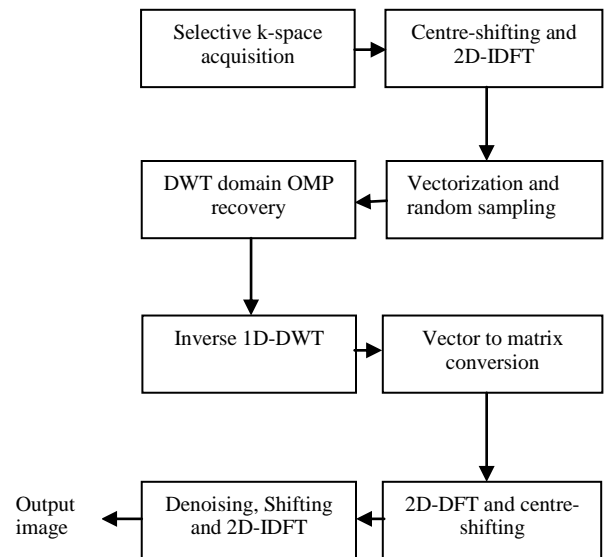 Selective k-space
acquisition
Centre-shifting and
2D-IDFT
Vectorization and
random sampling
DWT domain OMP
recovery
Inverse 1D-DWT
Vector to matrix
conversion
2D-DFT and centre-
shifting
Denoising, Shifting
and 2D-IDFT
Output
image